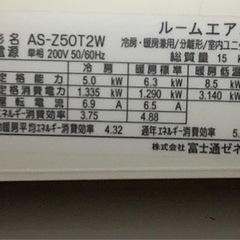 名 AS-Z50T2W ルームエア
電源 単相 200V 50/60Hz 冷房・暖房兼用/分離形/室内ユニ
総質量 15
冷房 暖房標準 暖房
定格能力 5.0 kW 6.3 kW 8.5 kW
定格消費電力 1.335 kW 1.290 kW 3.140 kW
定格電流 6.9 A 6.5 A
エネルギー消費効率 3.75 4.88
暖房平均エネルギー消費効率 4.32 通年エネルギー消費効率 5.
株式会社 富士通ゼネ